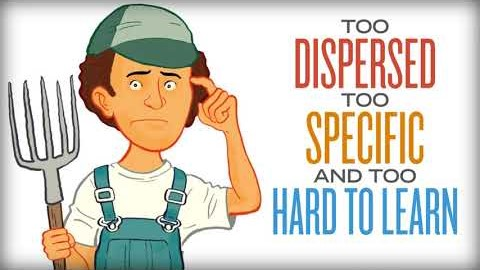 TOO
DISPERSED
TOO
SPECIFIC
AND TOO
HARD TO LEARN